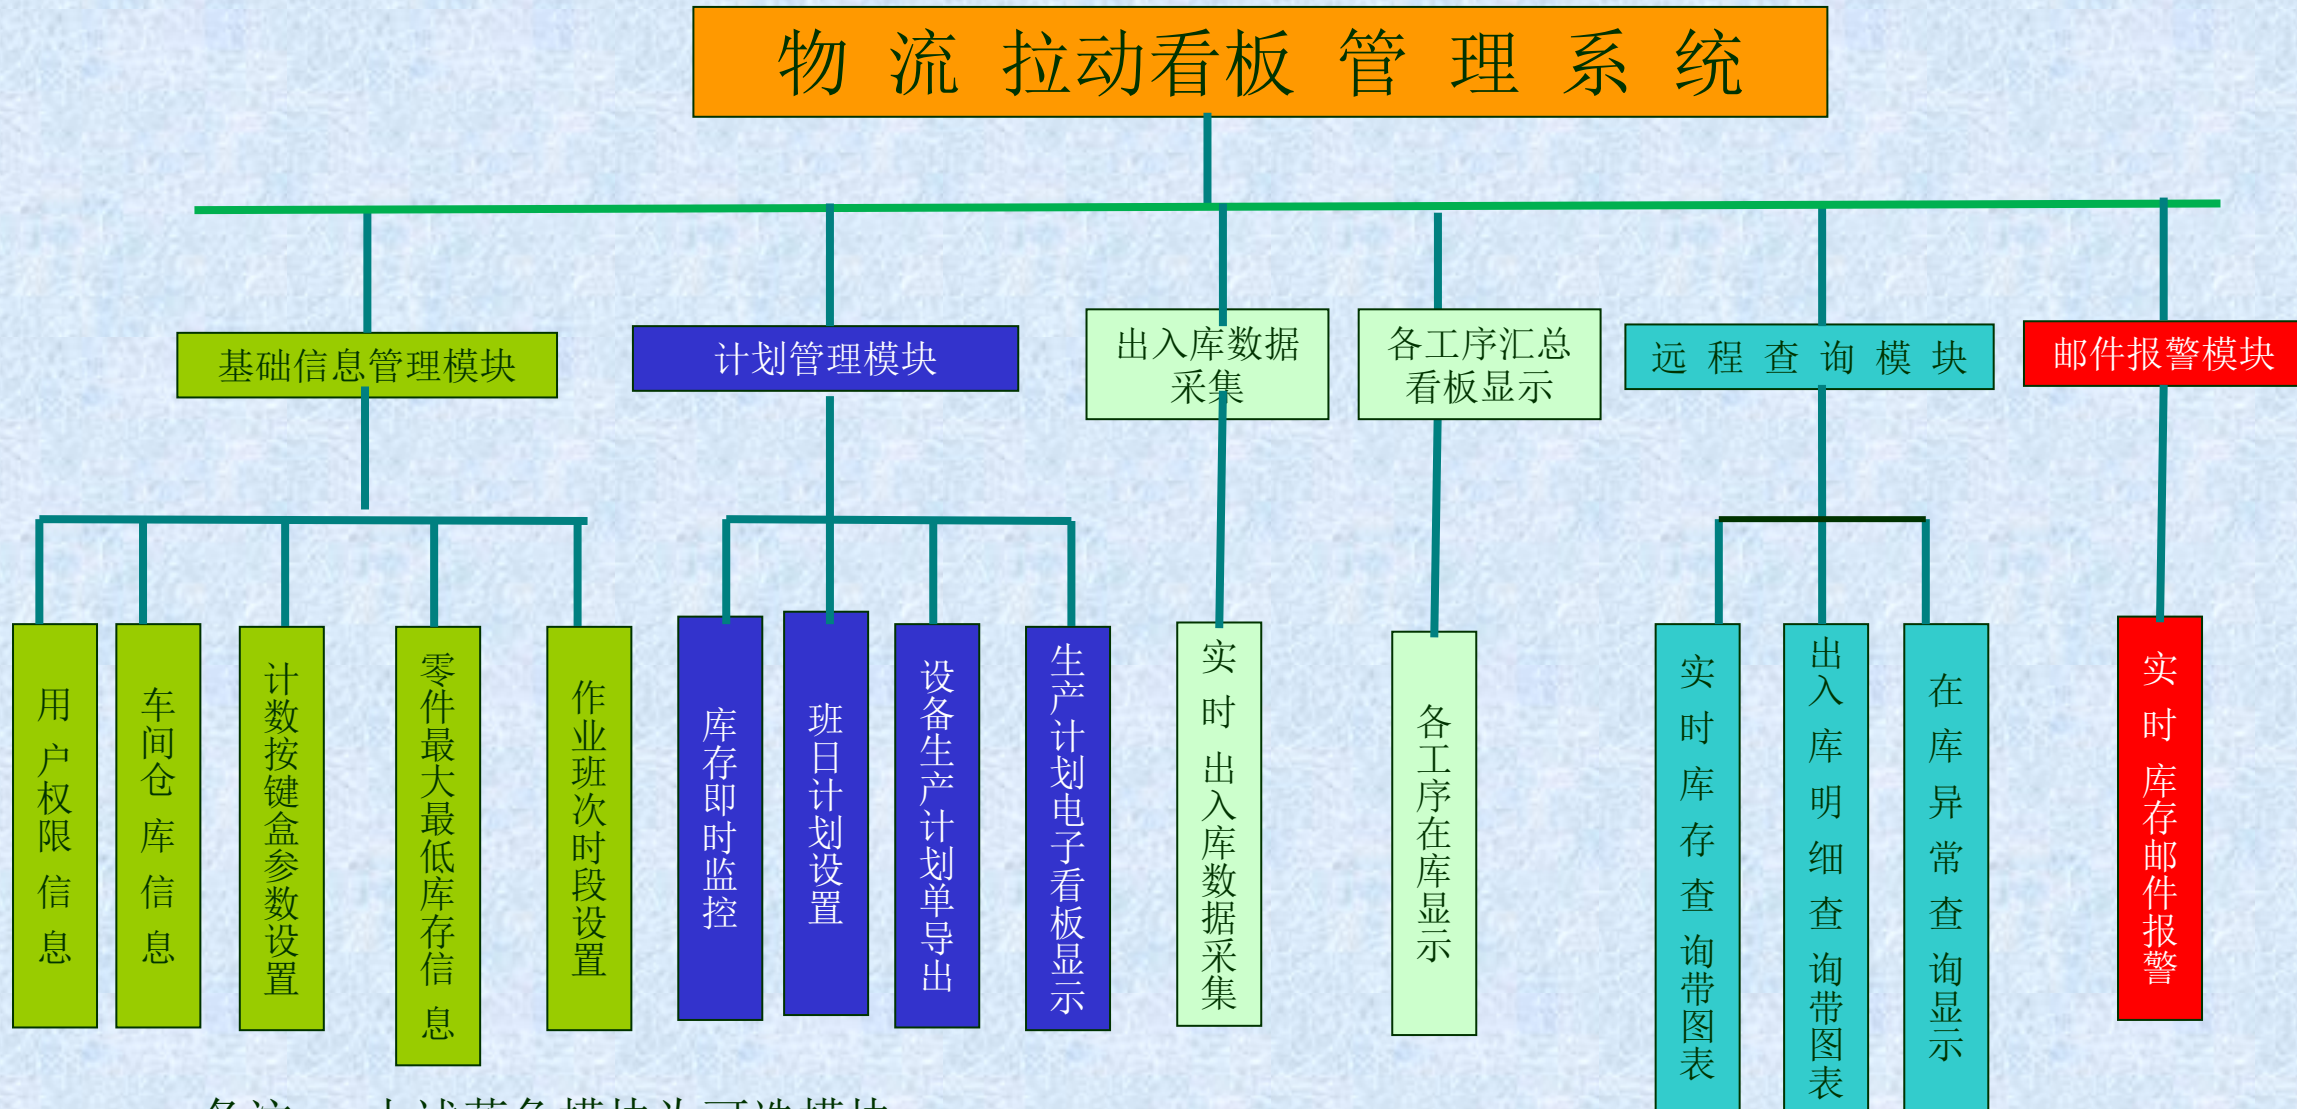 物 流 拉动看板 管 理 系 统
基础信息管理模块
计划管理模块
出入库数据
采集
各工序汇总
看板显示
远 程 查 询 模 块
邮件报警模块
用 户权限 信 息
车间仓 库 信 息
计数按键盒参数设置
零件最大最低库存信 息
作业班次时段设置
库存即时监控
班日计划设置
设备生产计划单导出
生产计划电子看板显示
实 时 出入库数据采集
各工序在库显示
实 时 库 存 查 询带图表
出入 库 明 细 查 询带图表
在 库 异 常 查 询显示
实 时 库存邮件报警